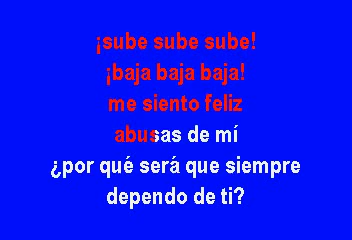 ¡sube sube sube!
¡baja baja baja!
me siento feliz
abusas de mí
¿por qué será que siempre
dependo de ti?